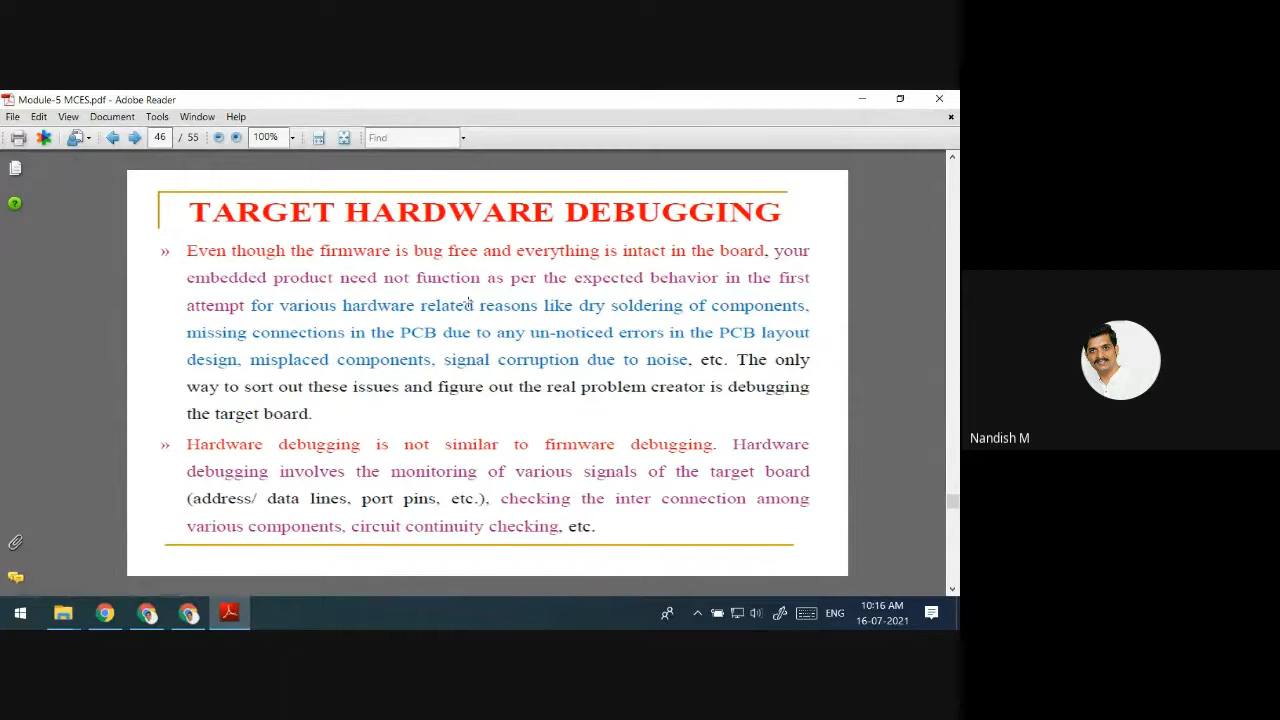 Module-5 MCES.pdf - Adobe Reader
File Edit View Document Tools Window Help
46 / 55 100% Find
TARGET HARDWARE DEBUGGING
» Even though the firmware is bug free and everything is intact in the board, your
embedded product need not function as per the expected behavior in the first
attempt for various hardware related reasons like dry soldering of components,
missing connections in the PCB due to any un-noticed errors in the PCB layout
design, misplaced components, signal corruption due to noise, etc. The only
way to sort out these issues and figure out the real problem creator is debugging
the target board.
» Hardware debugging is not similar to firmware debugging. Hardware
debugging involves the monitoring of various signals of the target board
(address/ data lines, port pins, etc.), checking the inter connection among
various components, circuit continuity checking, etc.
Nandish M
ENG
10:16 AM
16-07-2021